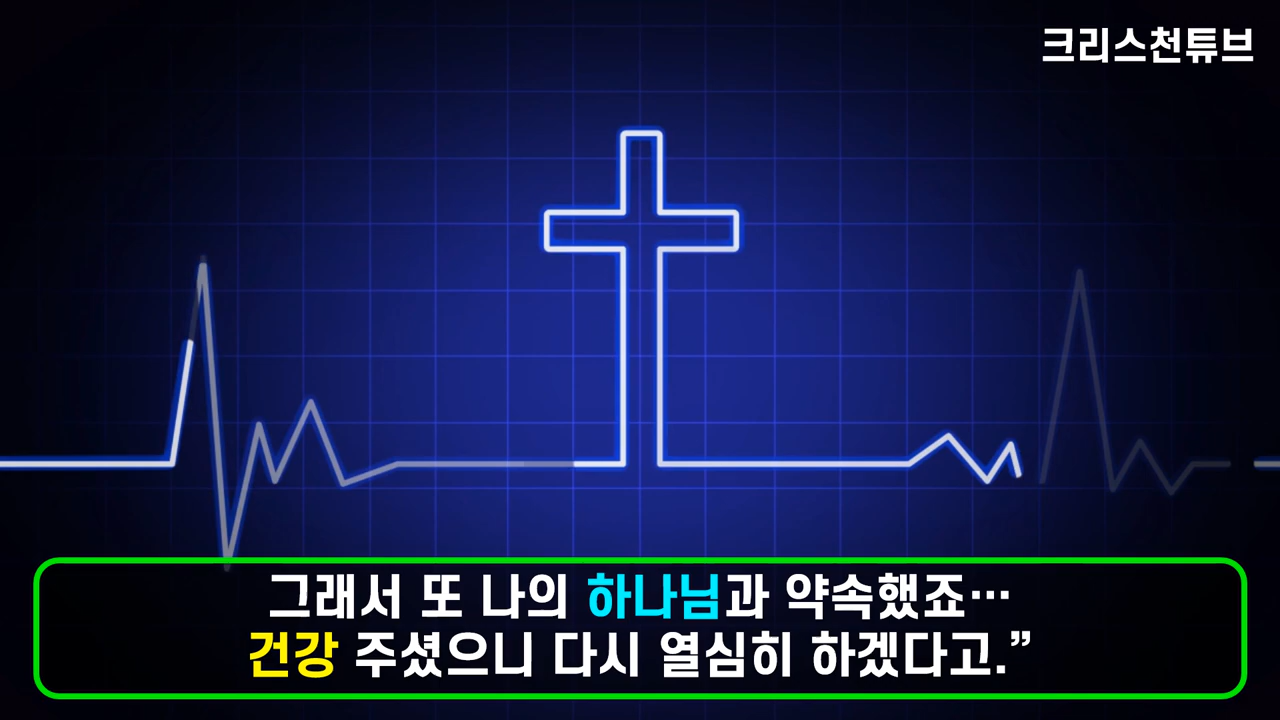 크리스천튜브
그래서 또 나의 하나님과 약속했죠…
건강 주셨으니 다시 열심히 하겠다고.”